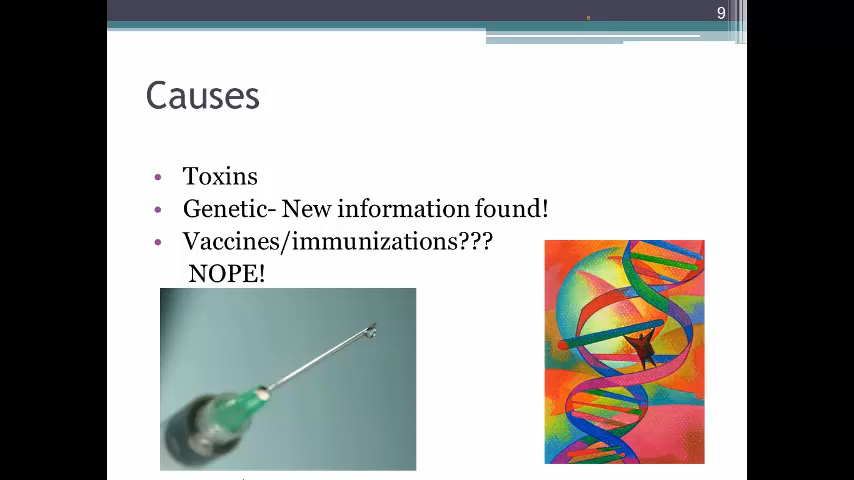 9
Causes
• Toxins
• Genetic- New information found!
• Vaccines/immunizations???
NOPE!